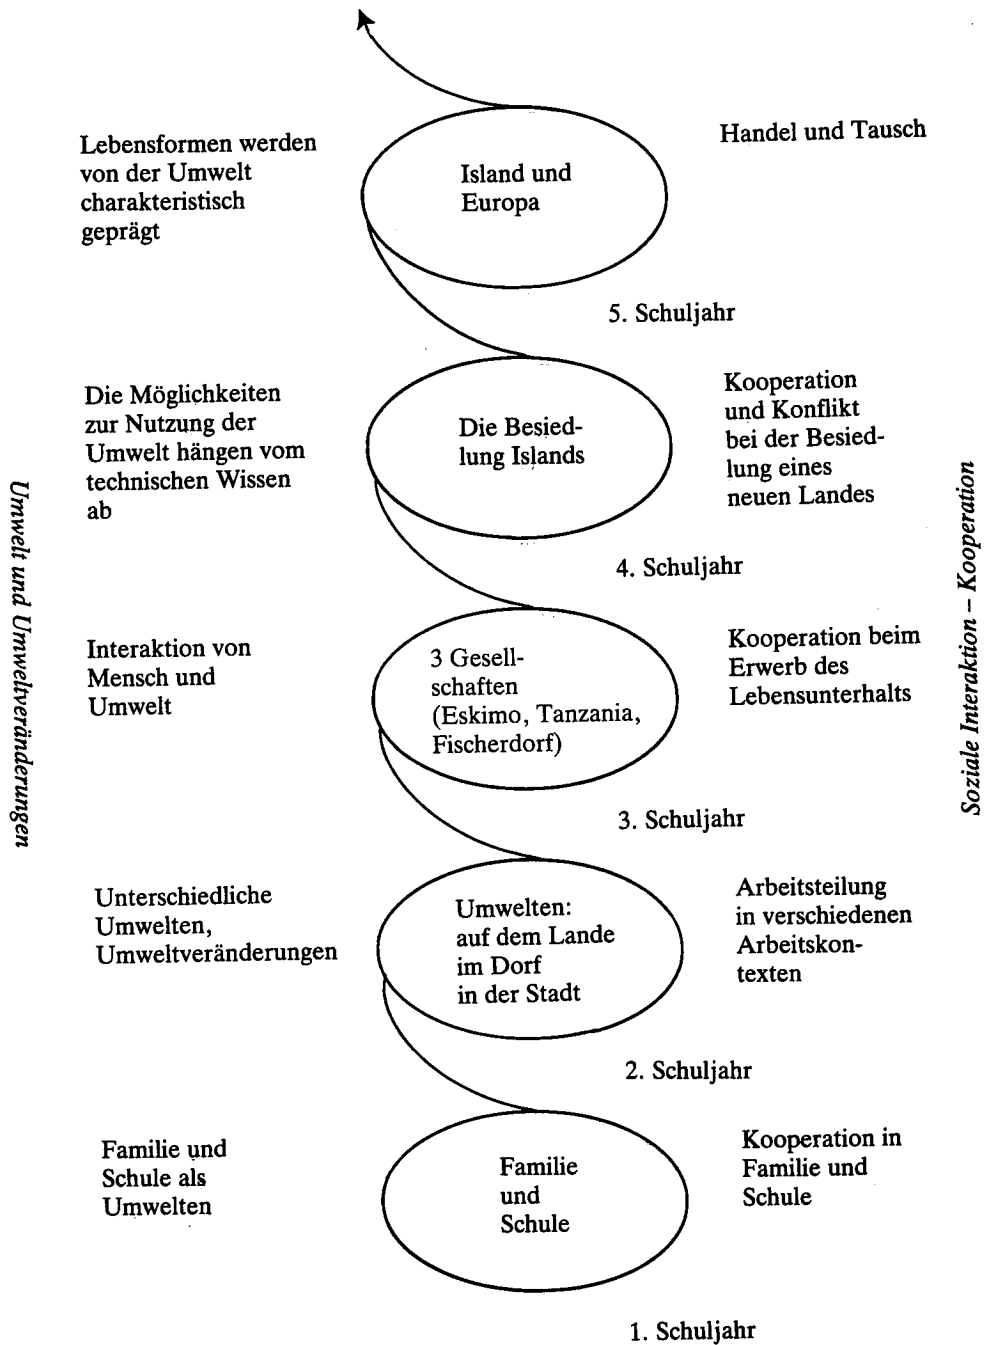 Lebensformen werden
von der Umwelt
charakteristisch
geprägt
Island und
Europa
Handel und Tausch
5. Schuljahr
Die Möglichkeiten
zur Nutzung der
Umwelt hängen vom
technischen Wissen
ab
Die Besied-
lung Islands
Kooperation
und Konflikt
bei der Besied-
lung eines
neuen Landes
4. Schuljahr
Interaktion von
Mensch und
Umwelt
3 Gesell-
schaften
(Eskimo, Tanzania,
Fischerdorf)
Kooperation beim
Erwerb des
Lebensunterhalts
3. Schuljahr
Unterschiedliche
Umwelten,
Umweltveränderungen
Umwelten:
auf dem Lande
im Dorf
in der Stadt
Arbeitsteilung
in verschiedenen
Arbeitskon-
texten
2. Schuljahr
Familie und
Schule als
Umwelten
Familie
und
Schule
Kooperation in
Familie und
Schule
1. Schuljahr
Umwelt und Umweltveränderungen
Soziale Interaktion – Kooperation